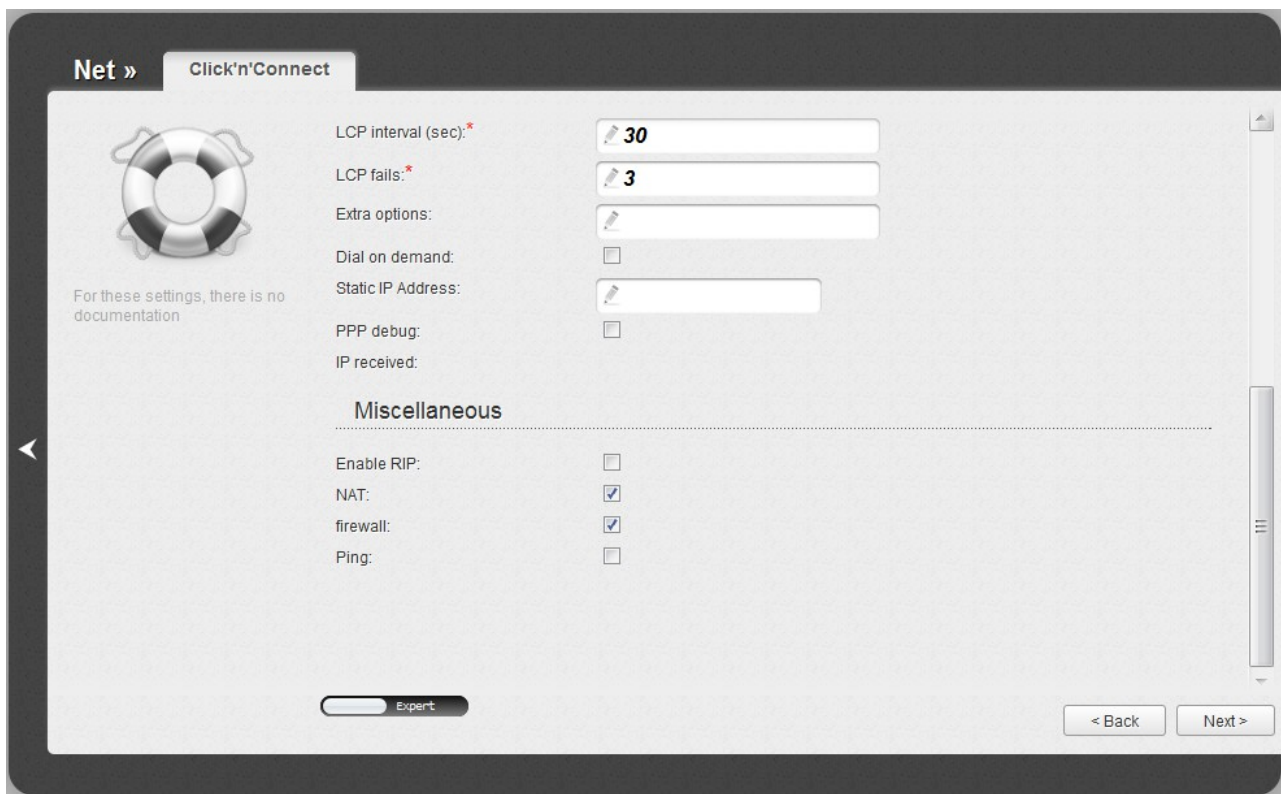 Net »
Click'n'Connect
For these settings, there is no
documentation
LCP interval (sec):*
30
LCP fails:*
3
Extra options:
Dial on demand:
Static IP Address:
PPP debug:
IP received:
Miscellaneous
Enable RIP:
NAT:
firewall:
Ping:
Expert
< Back
Next >